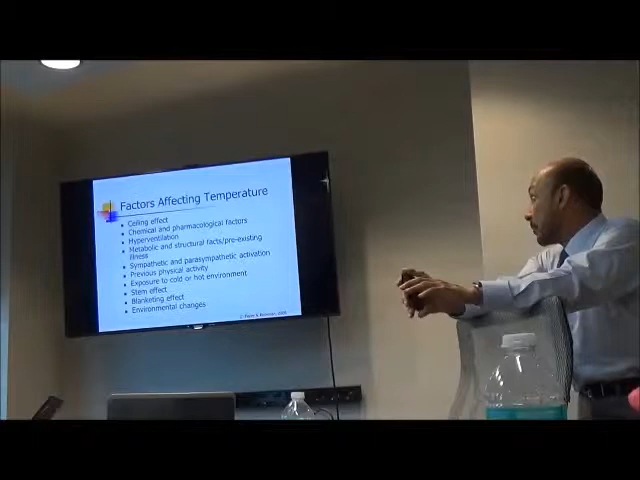 Factors Affecting Temperature
Ceiling effect
Chemical and pharmacological factors
Hyperventilation
Metabolic and structural facts/pre-existing
illness
Sympathetic and parasympathetic activation
Previous physical activity
Exposure to cold or hot environment
Stem effect
Blanketing effect
Environmental changes